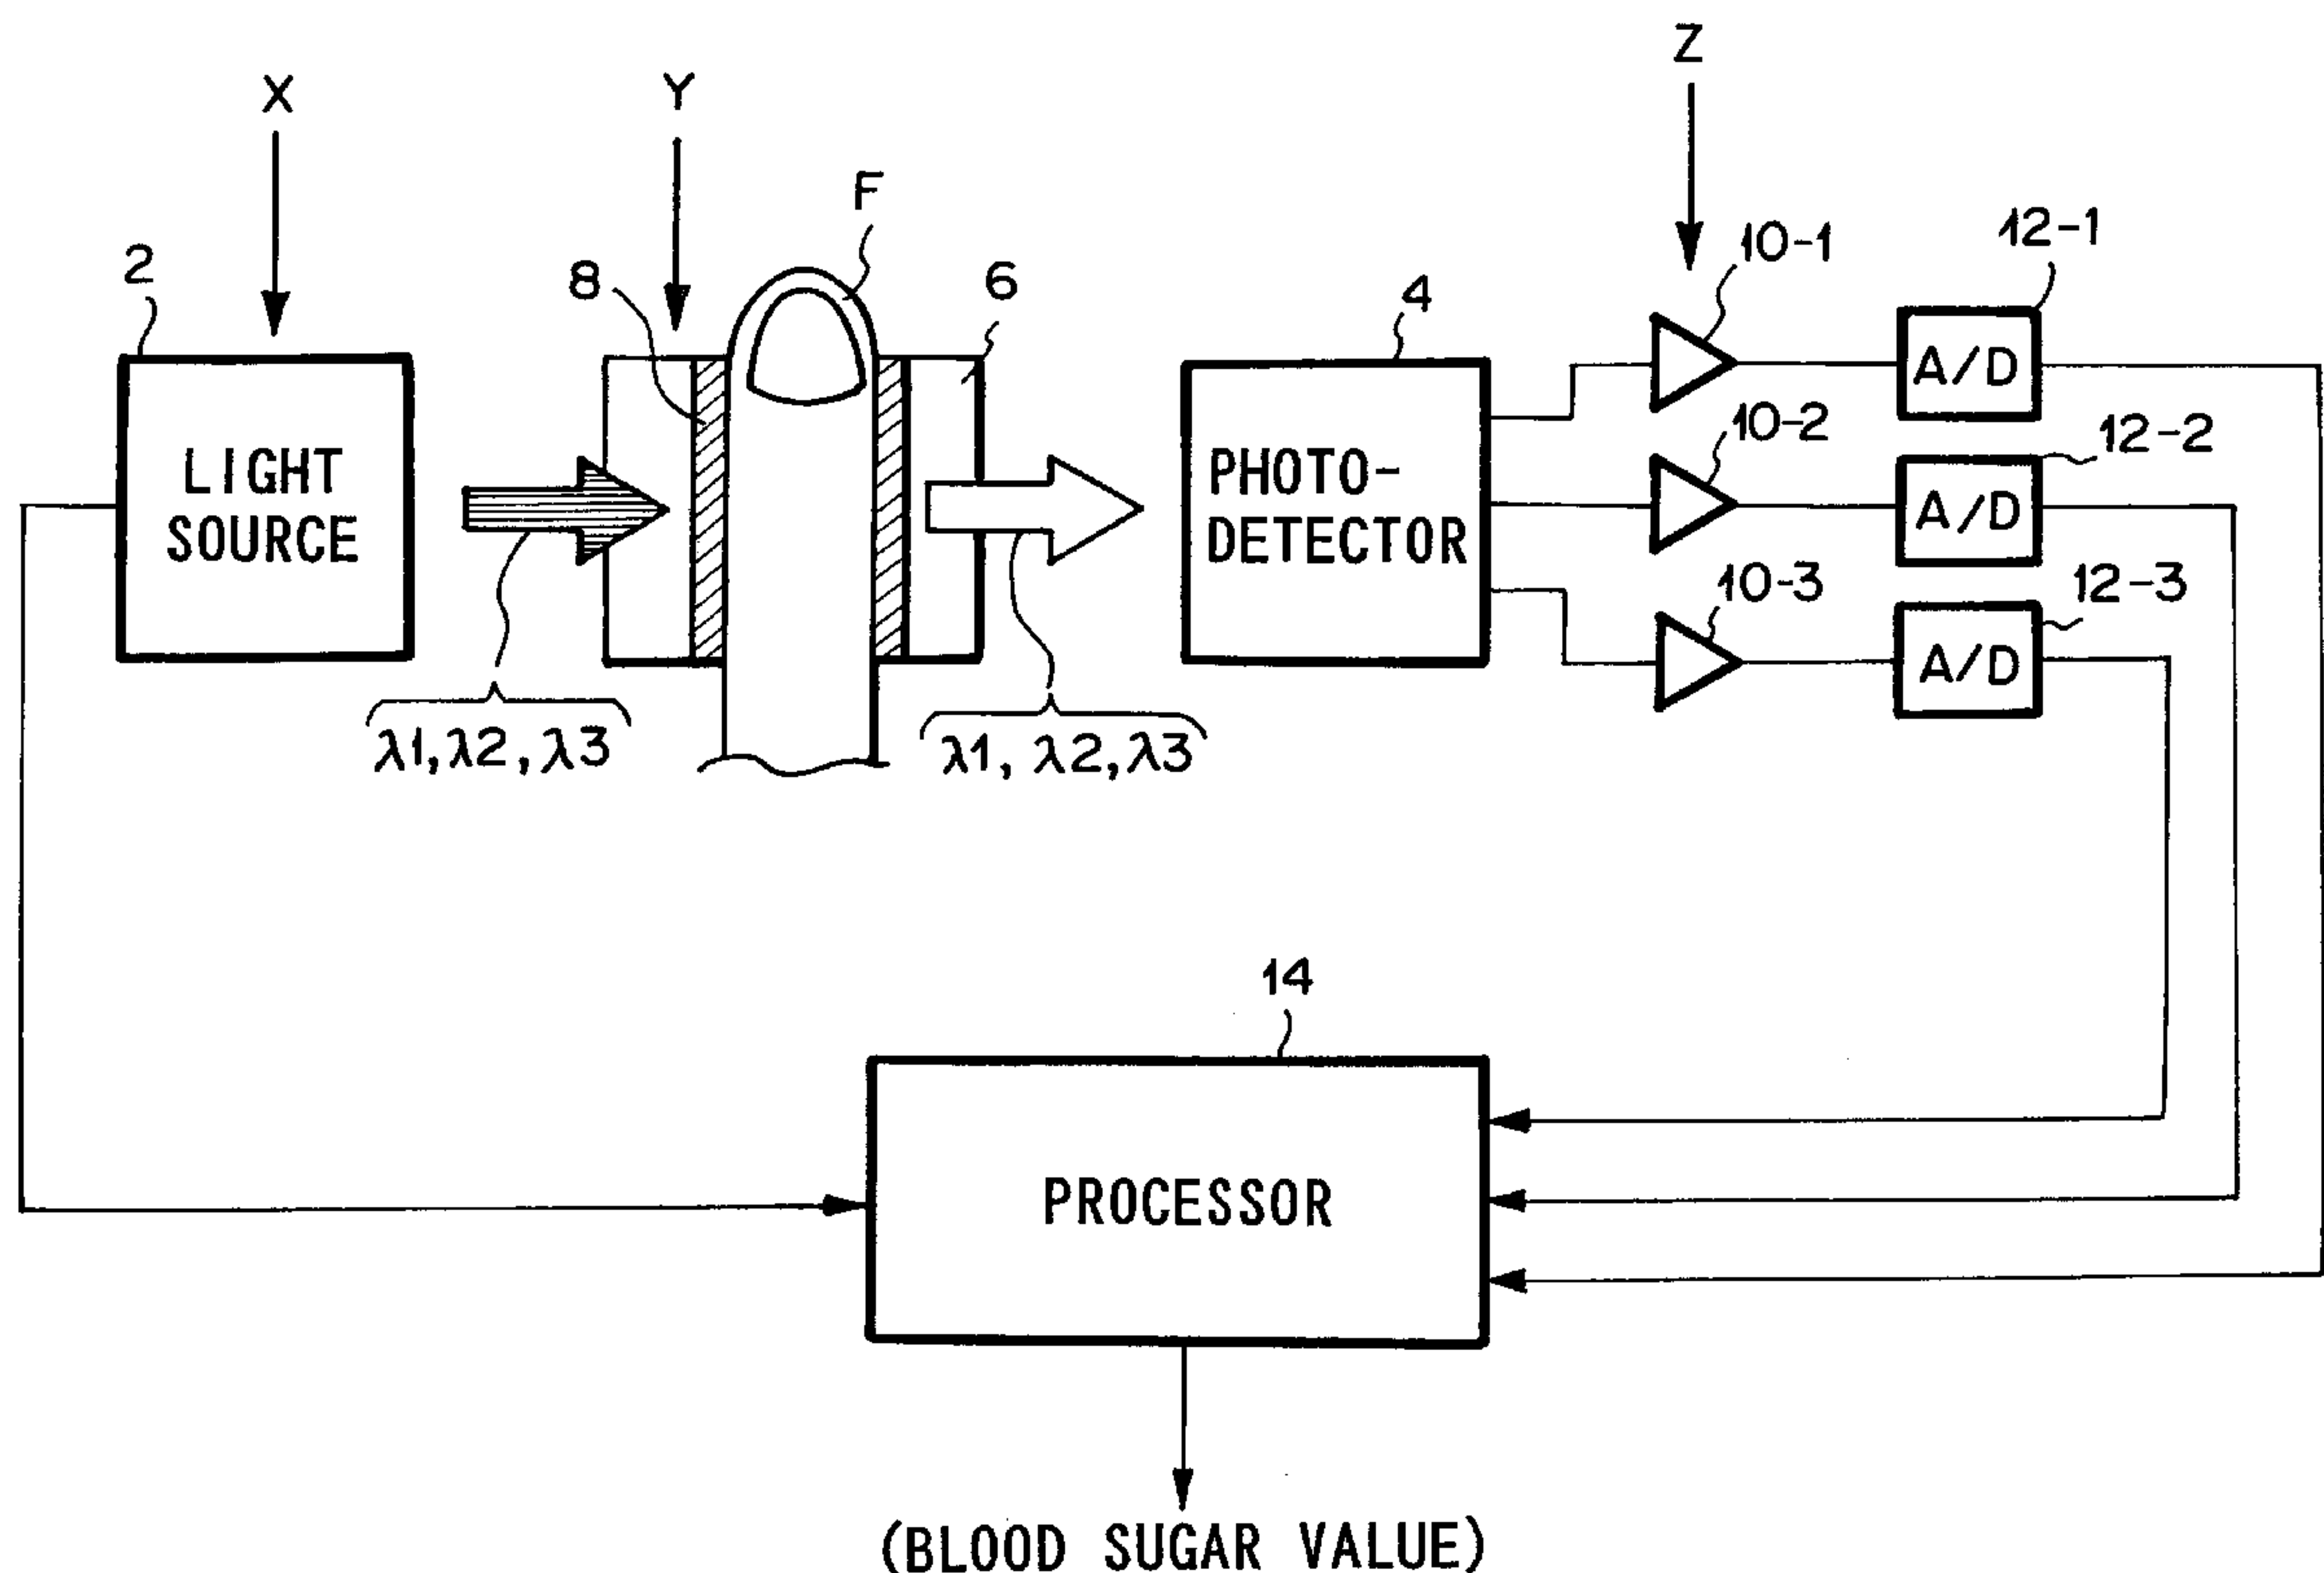 Z
X
Y
F
10-1
12-1
2
8
6
4
A/D
10-2
12-2
LIGHT
SOURCE
PHOTO-
DETECTOR
A/D
10-3
12-3
A/D
λ1, λ2, λ3
λ1, λ2, λ3
14
PROCESSOR
(BLOOD SUGAR VALUE)